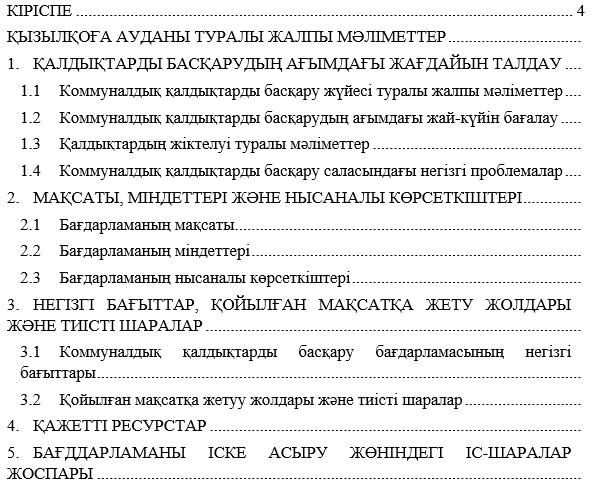 КІРІСПЕ ........ 4
ҚЫЗЫЛҚОҒА АУДАНЫ ТУРАЛЫ ЖАЛПЫ МӘЛІМЕТТЕР ........
1. ҚАЛДЫҚТАРДЫ БАСҚАРУДЫҢ АҒЫМДАҒЫ ЖАҒДАЙЫН ТАЛДАУ ....
1.1 Коммуналдық қалдықтарды басқару жүйесі туралы жалпы мәліметтер ....
1.2 Коммуналдық қалдықтарды басқарудың ағымдағы жай-күйін бағалау ....
1.3 Қалдықтардың жіктелуі туралы мәліметтер ........
1.4 Коммуналдық қалдықтарды басқару саласындағы негізгі проблемалар ....
2. МАҚСАТЫ, МІНДЕТТЕРІ ЖӘНЕ НЫСАНАЛЫ КӨРСЕТКІШТЕРІ ........
2.1 Бағдарламаның мақсаты ........
2.2 Бағдарламаның міндеттері ........
2.3 Бағдарламаның нысаналы көрсеткіштері ........
3. НЕГІЗГІ БАҒЫТТАР, ҚОЙЫЛҒАН МАҚСАТҚА ЖЕТУ ЖОЛДАРЫ
ЖӘНЕ ТИІСТІ ШАРАЛАР ........
3.1 Коммуналдық қалдықтарды басқару бағдарламасының негізгі
бағыттары ........
3.2 Қойылған мақсатқа жетуу жолдары және тиісті шаралар ........
4. ҚАЖЕТТІ РЕСУРСТАР ........
5. БАҒДДАРЛАМАНЫ ІСКЕ АСЫРУ ЖӨНІНДЕГІ ІС-ШАРАЛАР
ЖОСПАРЫ ........